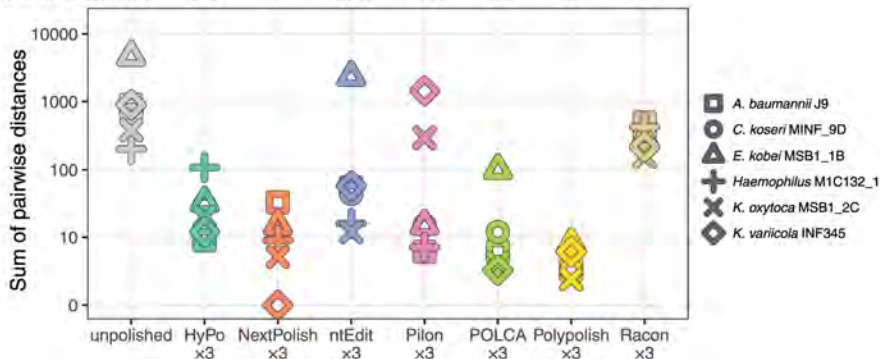 Sum of pairwise distances
10000
1000
100
10
0
unpolished HyPo NextPolish ntEdit Pilon POLCA Polypolish Racon
×3 ×3 ×3 ×3 ×3 ×3 ×3
A. baumannii J9
C. koseri MINF_9D
E. kobei MSB1_1B
Haemophilus M1C132_1
K. oxytoca MSB1_2C
K. variicola INF345